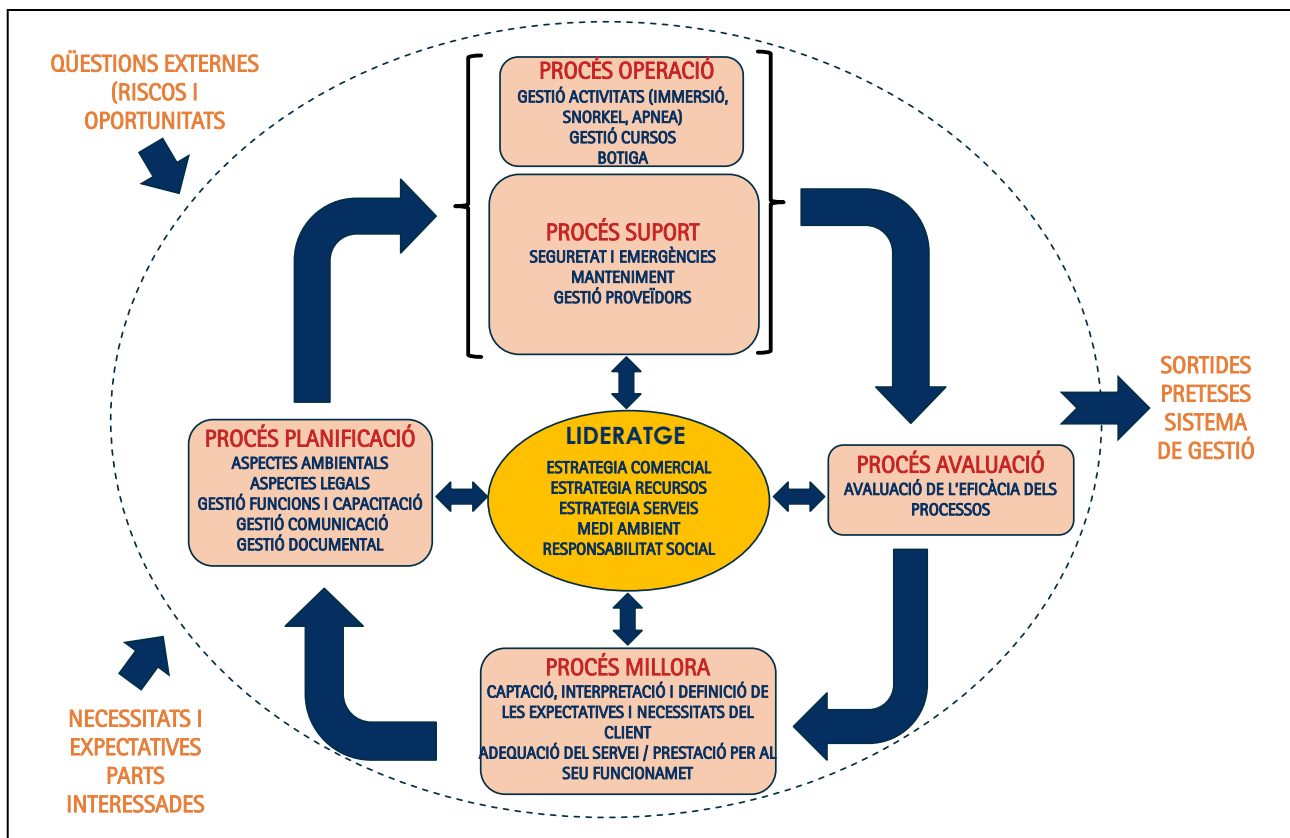 QÜESTIONS EXTERNES
(RISCOS I
OPORTUNITATS
PROCÉS OPERACIÓ
GESTIÓ ACTIVITATS (IMMERSIÓ,
SNORKEL, APNEA)
GESTIÓ CURSOS
BOTIGA
PROCÉS SUPORT
SEGURETAT I EMERGÈNCIES
MANTENIMENT
GESTIÓ PROVEÏDORS
SORTIDES
PRETESES
SISTEMA
DE GESTIÓ
PROCÉS PLANIFICACIÓ
ASPECTES AMBIENTALS
ASPECTES LEGALS
GESTIÓ FUNCIONS I CAPACITACIÓ
GESTIÓ COMUNICACIÓ
GESTIÓ DOCUMENTAL
LIDERATGE
ESTRATEGIA COMERCIAL
ESTRATEGIA RECURSOS
ESTRATEGIA SERVEIS
MEDI AMBIENT
RESPONSABILITAT SOCIAL
PROCÉS AVALUACIÓ
AVALUACIÓ DE L'EFICÀCIA DELS
PROCESSOS
PROCÉS MILLORA
CAPTACIÓ, INTERPRETACIÓ I DEFINICIÓ DE
LES EXPECTATIVES I NECESSITATS DEL
CLIENT
ADEQUACIÓ DEL SERVEI / PRESTACIÓ PER AL
SEU FUNCIONAMET
NECESSITATS I
EXPECTATIVES
PARTS
INTERESSADES